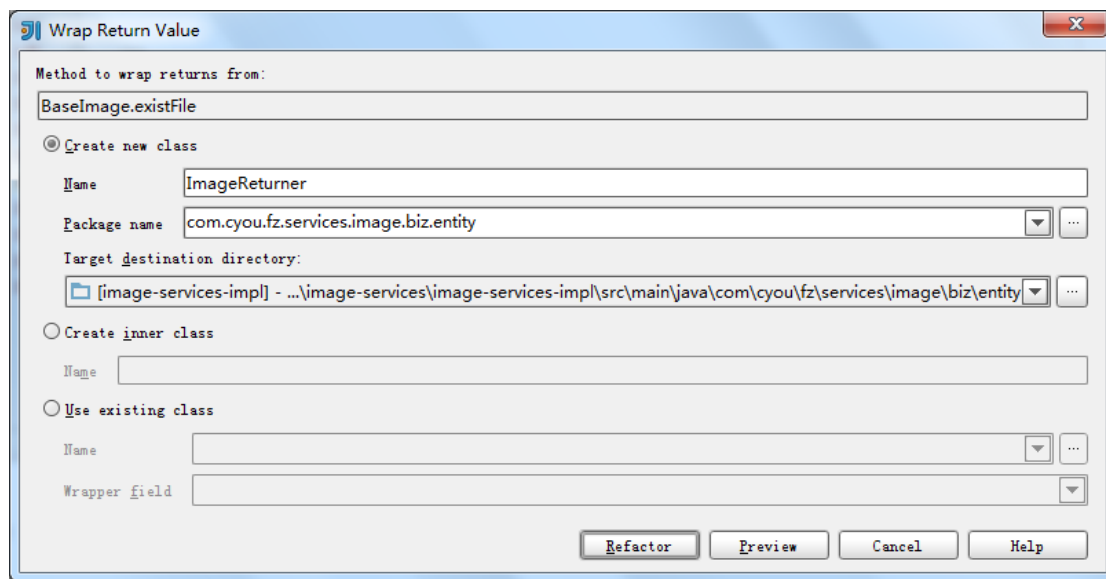 Wrap Return Value
Method to wrap returns from:
BaseImage.existFile
Create new class
Name ImageReturner
Package name com.cyou.fz.services.image.biz.entity ...
Target destination directory:
[image-services-impl] - ...\image-services\image-services-impl\src\main\java\com\cyou\fz\services\image\biz\entity ...
Create inner class
Name
Use existing class
Name ...
Wrapper field
Refactor Preview Cancel Help